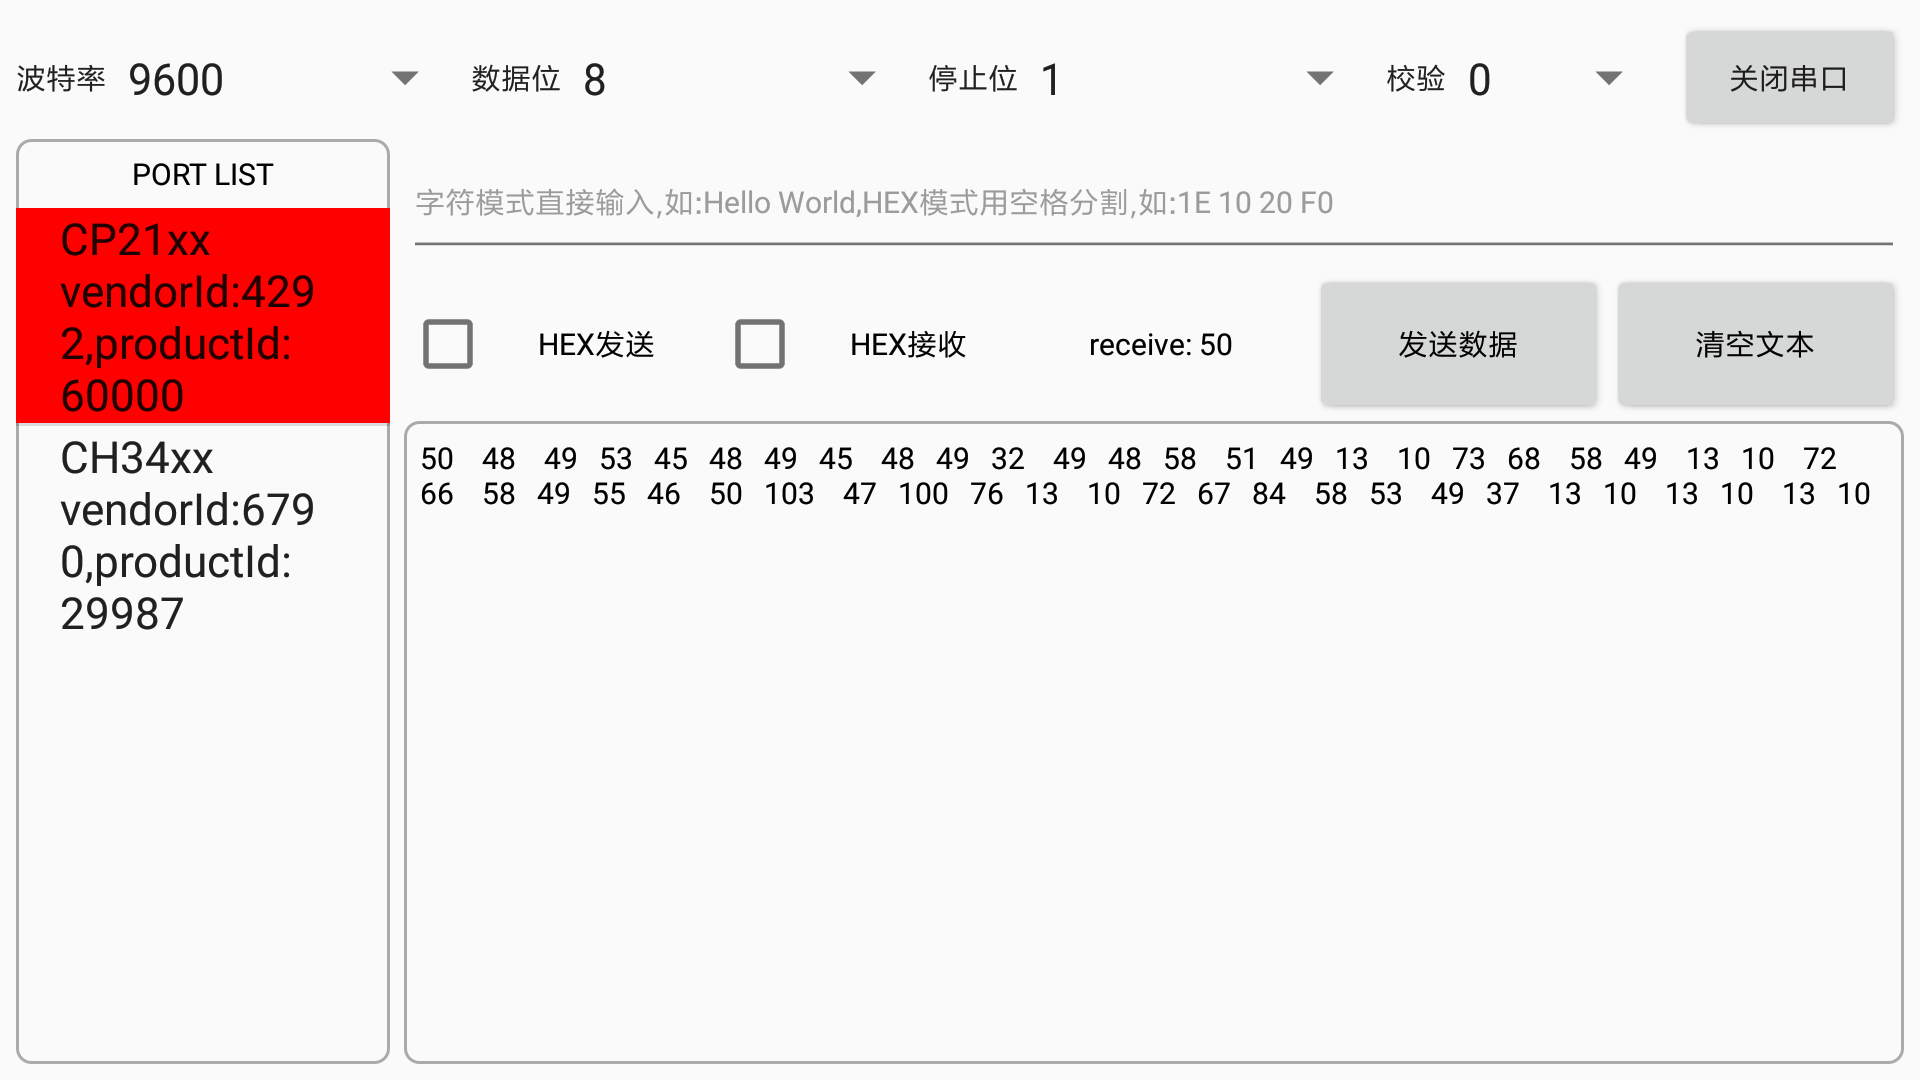 波特率 9600 数据位 8 停止位 1 校验 0 关闭串口
PORT LIST
CP21xx
vendorId:429
2,productId:
60000
CH34xx
vendorId:679
0,productId:
29987
字符模式直接输入,如:Hello World,HEX模式用空格分割,如:1E 10 20 F0
HEX发送 HEX接收 receive: 50 发送数据 清空文本
50 48 49 53 45 48 49 45 48 49 32 49 48 58 51 49 13 10 73 68 58 49 13 10 72
66 58 49 55 46 50 103 47 100 76 13 10 72 67 84 58 53 49 37 13 10 13 10 13 10